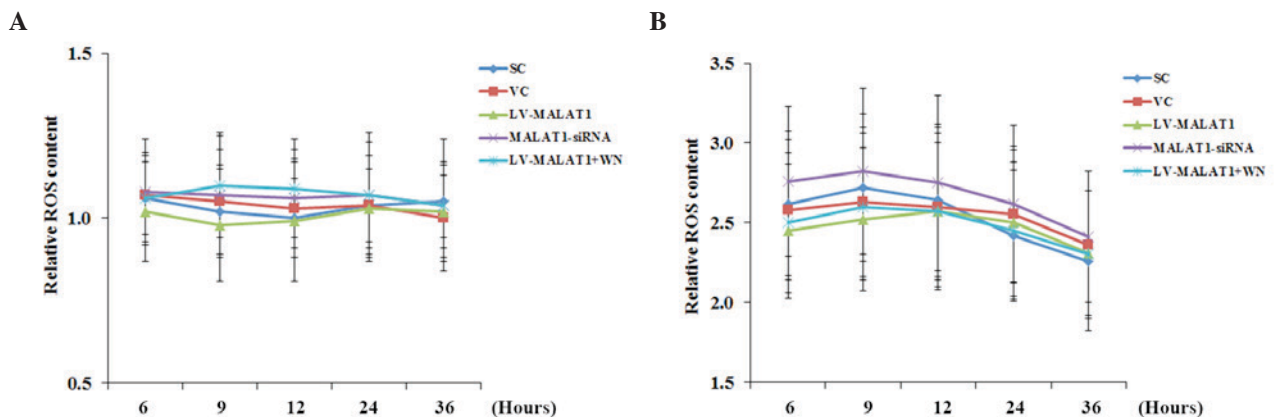 A
Relative ROS content
1.5
1.0
0.5
6 9 12 24 36 (Hours)
SC
VC
LV-MALAT1
MALAT1-siRNA
LV-MALAT1+WN
B
Relative ROS content
3.5
3.0
2.5
2.0
1.5
6 9 12 24 36 (Hours)
SC
VC
LV-MALAT1
MALAT1-siRNA
LV-MALAT1+WN